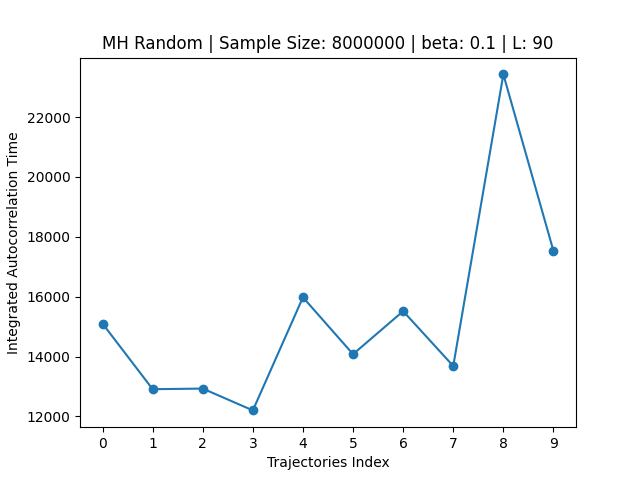 MH Random | Sample Size: 8000000 | beta: 0.1 | L: 90
Integrated Autocorrelation Time
22000
20000
18000
16000
14000
12000
0 1 2 3 4 5 6 7 8 9
Trajectories Index